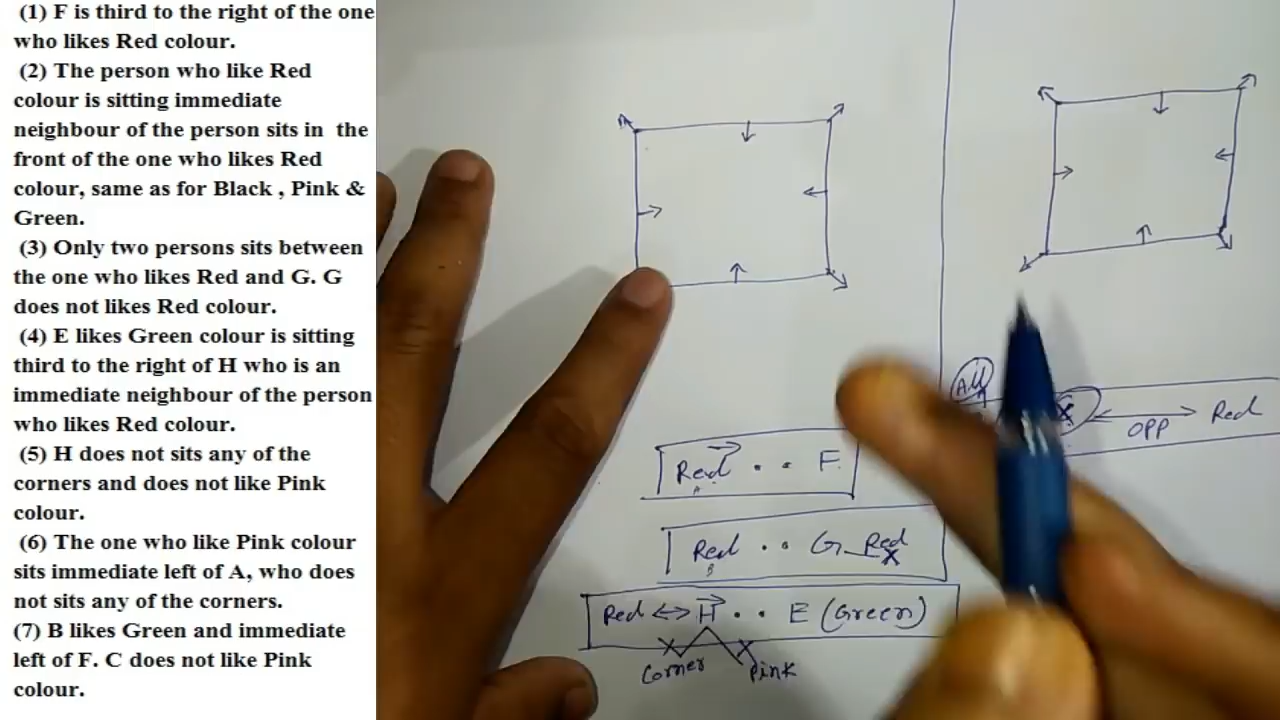 (1) F is third to the right of the one
who likes Red colour.
(2) The person who like Red
colour is sitting immediate
neighbour of the person sits in the
front of the one who likes Red
colour, same as for Black , Pink &
Green.
(3) Only two persons sits between
the one who likes Red and G. G
does not likes Red colour.
(4) E likes Green colour is sitting
third to the right of H who is an
immediate neighbour of the person
who likes Red colour.
(5) H does not sits any of the
corners and does not like Pink
colour.
(6) The one who like Pink colour
sits immediate left of A, who does
not sits any of the corners.
(7) B likes Green and immediate
left of F. C does not like Pink
colour.
Red . . F
Red . . G Red
Red ↔ H . . E (Green)
Corner Pink
All
x ↔ Red
OPP